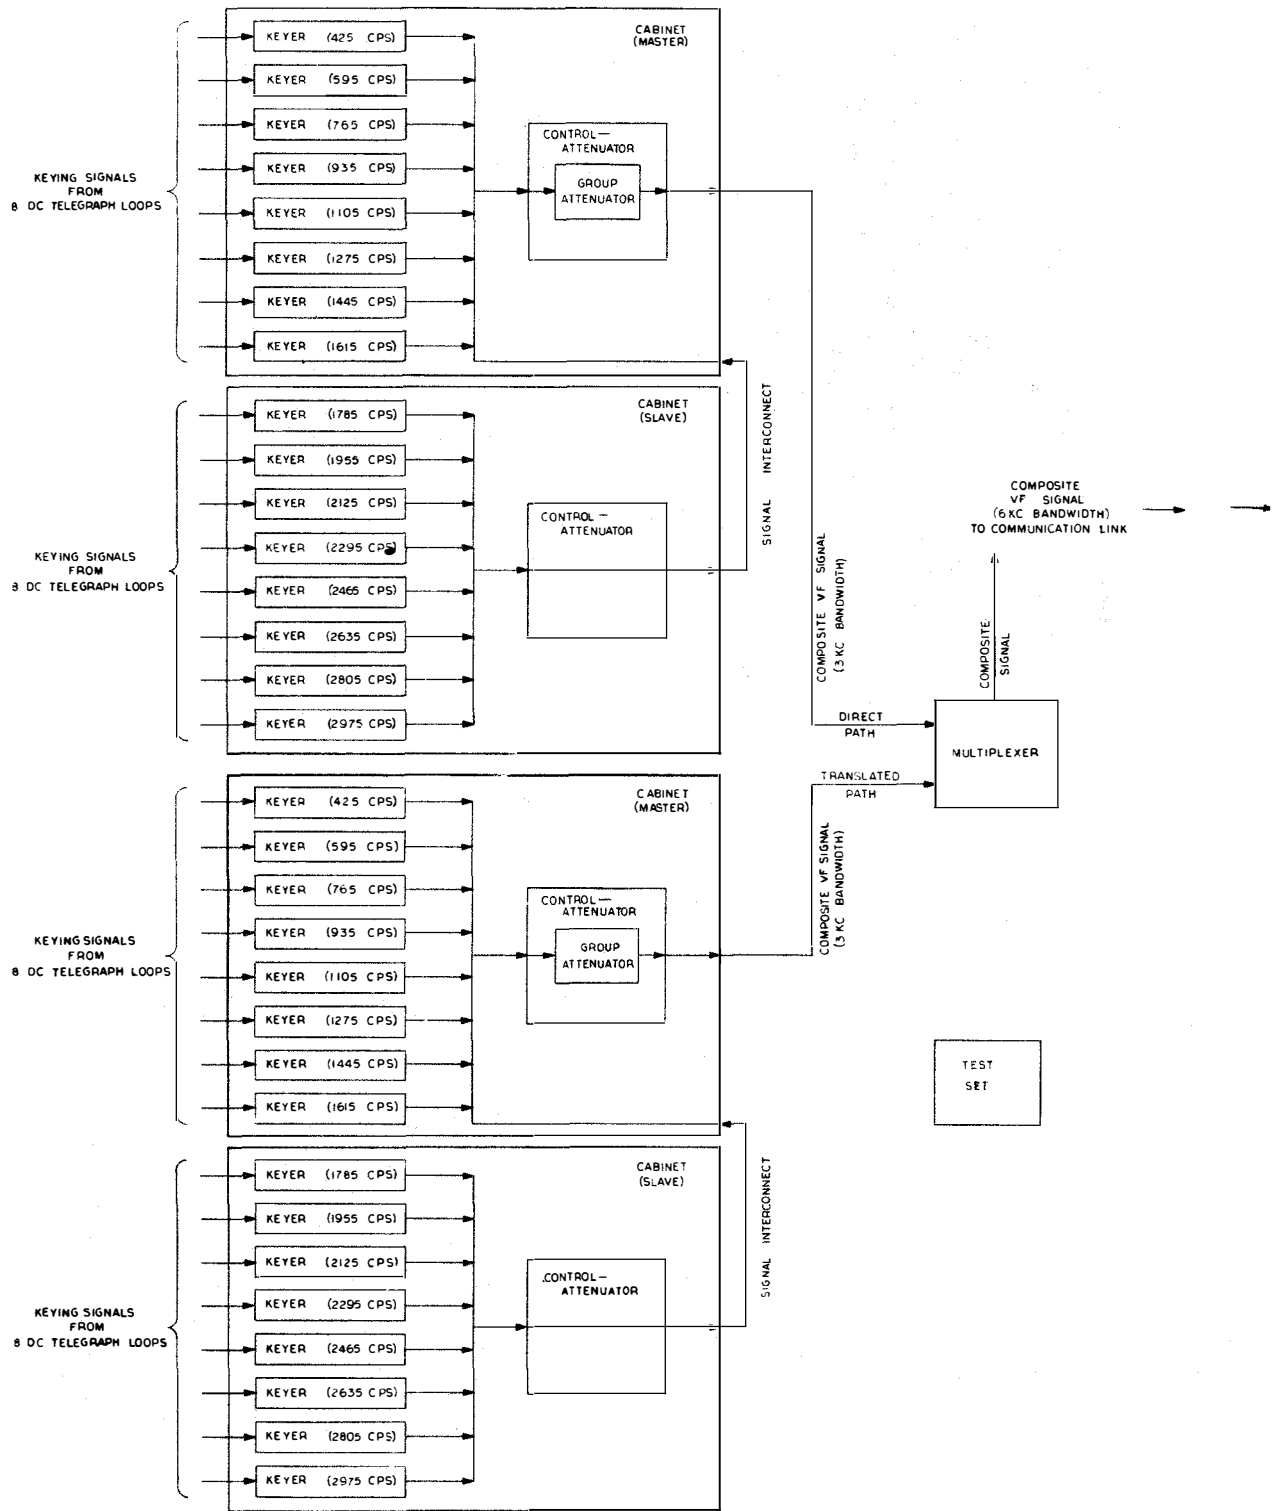 CABINET
(MASTER)
KEYER (425 CPS)
KEYER (595 CPS)
KEYER (765 CPS)
KEYER (935 CPS)
KEYER (1105 CPS)
KEYER (1275 CPS)
KEYER (1445 CPS)
KEYER (1615 CPS)
KEYING SIGNALS
FROM
8 DC TELEGRAPH LOOPS
CONTROL—
ATTENUATOR
GROUP
ATTENUATOR
CABINET
(SLAVE)
KEYER (1785 CPS)
KEYER (1955 CPS)
KEYER (2125 CPS)
KEYER (2295 CPS)
KEYER (2465 CPS)
KEYER (2635 CPS)
KEYER (2805 CPS)
KEYER (2975 CPS)
KEYING SIGNALS
FROM
8 DC TELEGRAPH LOOPS
CONTROL—
ATTENUATOR
SIGNAL INTERCONNECT
COMPOSITE VF SIGNAL
(3 KC BANDWIDTH)
COMPOSITE
VF SIGNAL
(6 KC BANDWIDTH)
TO COMMUNICATION LINK
COMPOSITE
SIGNAL
DIRECT
PATH
MULTIPLEXER
TRANSLATED
PATH
CABINET
(MASTER)
KEYER (425 CPS)
KEYER (595 CPS)
KEYER (765 CPS)
KEYER (935 CPS)
KEYER (1105 CPS)
KEYER (1275 CPS)
KEYER (1445 CPS)
KEYER (1615 CPS)
KEYING SIGNALS
FROM
8 DC TELEGRAPH LOOPS
CONTROL—
ATTENUATOR
GROUP
ATTENUATOR
COMPOSITE VF SIGNAL
(3 KC BANDWIDTH)
TEST
SET
CABINET
(SLAVE)
KEYER (1785 CPS)
KEYER (1955 CPS)
KEYER (2125 CPS)
KEYER (2295 CPS)
KEYER (2465 CPS)
KEYER (2635 CPS)
KEYER (2805 CPS)
KEYER (2975 CPS)
KEYING SIGNALS
FROM
8 DC TELEGRAPH LOOPS
CONTROL—
ATTENUATOR
SIGNAL INTERCONNECT